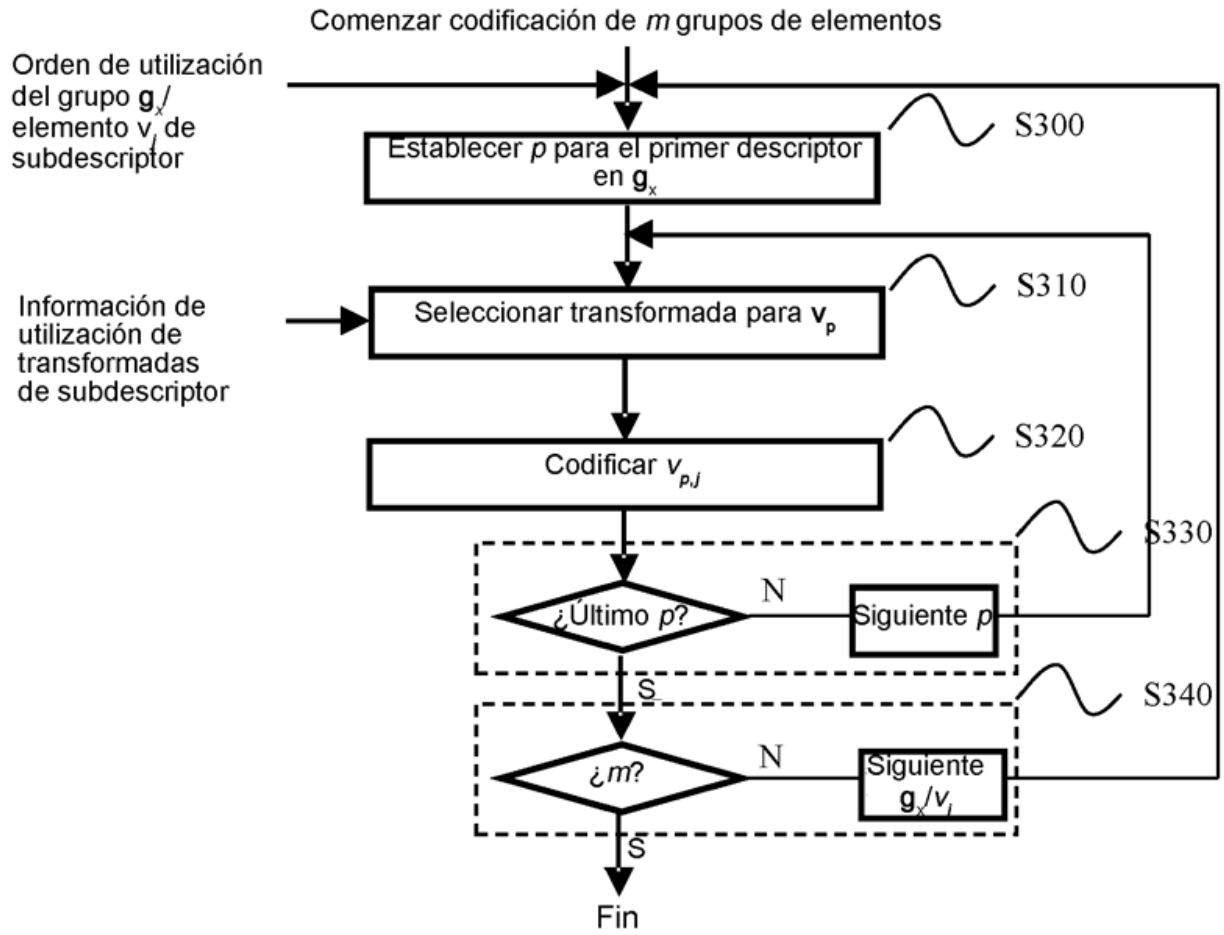 Comenzar codificación de m grupos de elementos
Orden de utilización
del grupo gx/
elemento vj de
subdescriptor
S300
Establecer p para el primer descriptor
en gx
S310
Información de
utilización de
transformadas
de subdescriptor
Seleccionar transformada para vp
S320
Codificar vp,j
S330
¿Último p?
N
Siguiente p
S
S340
¿m?
N
Siguiente
gx/vj
S
Fin